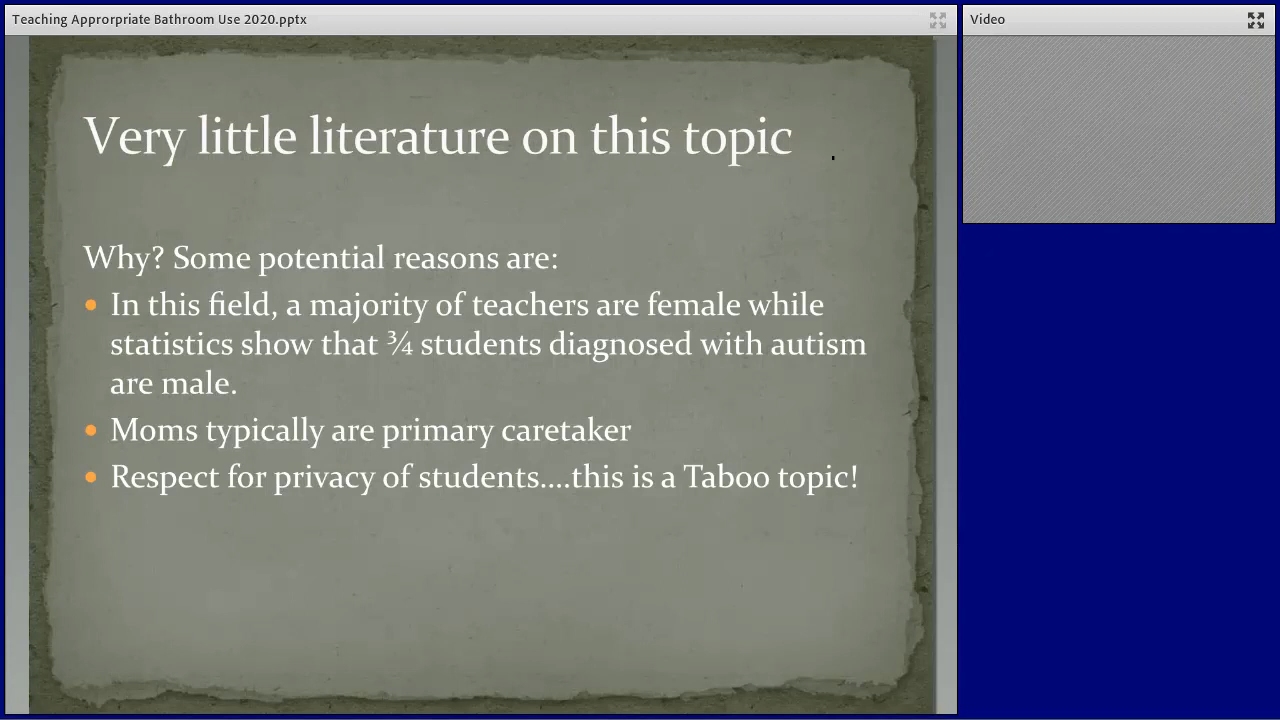 Teaching Approrpriate Bathroom Use 2020.pptx
Video
Very little literature on this topic
Why? Some potential reasons are:
• In this field, a majority of teachers are female while
statistics show that ¾ students diagnosed with autism
are male.
• Moms typically are primary caretaker
• Respect for privacy of students....this is a Taboo topic!